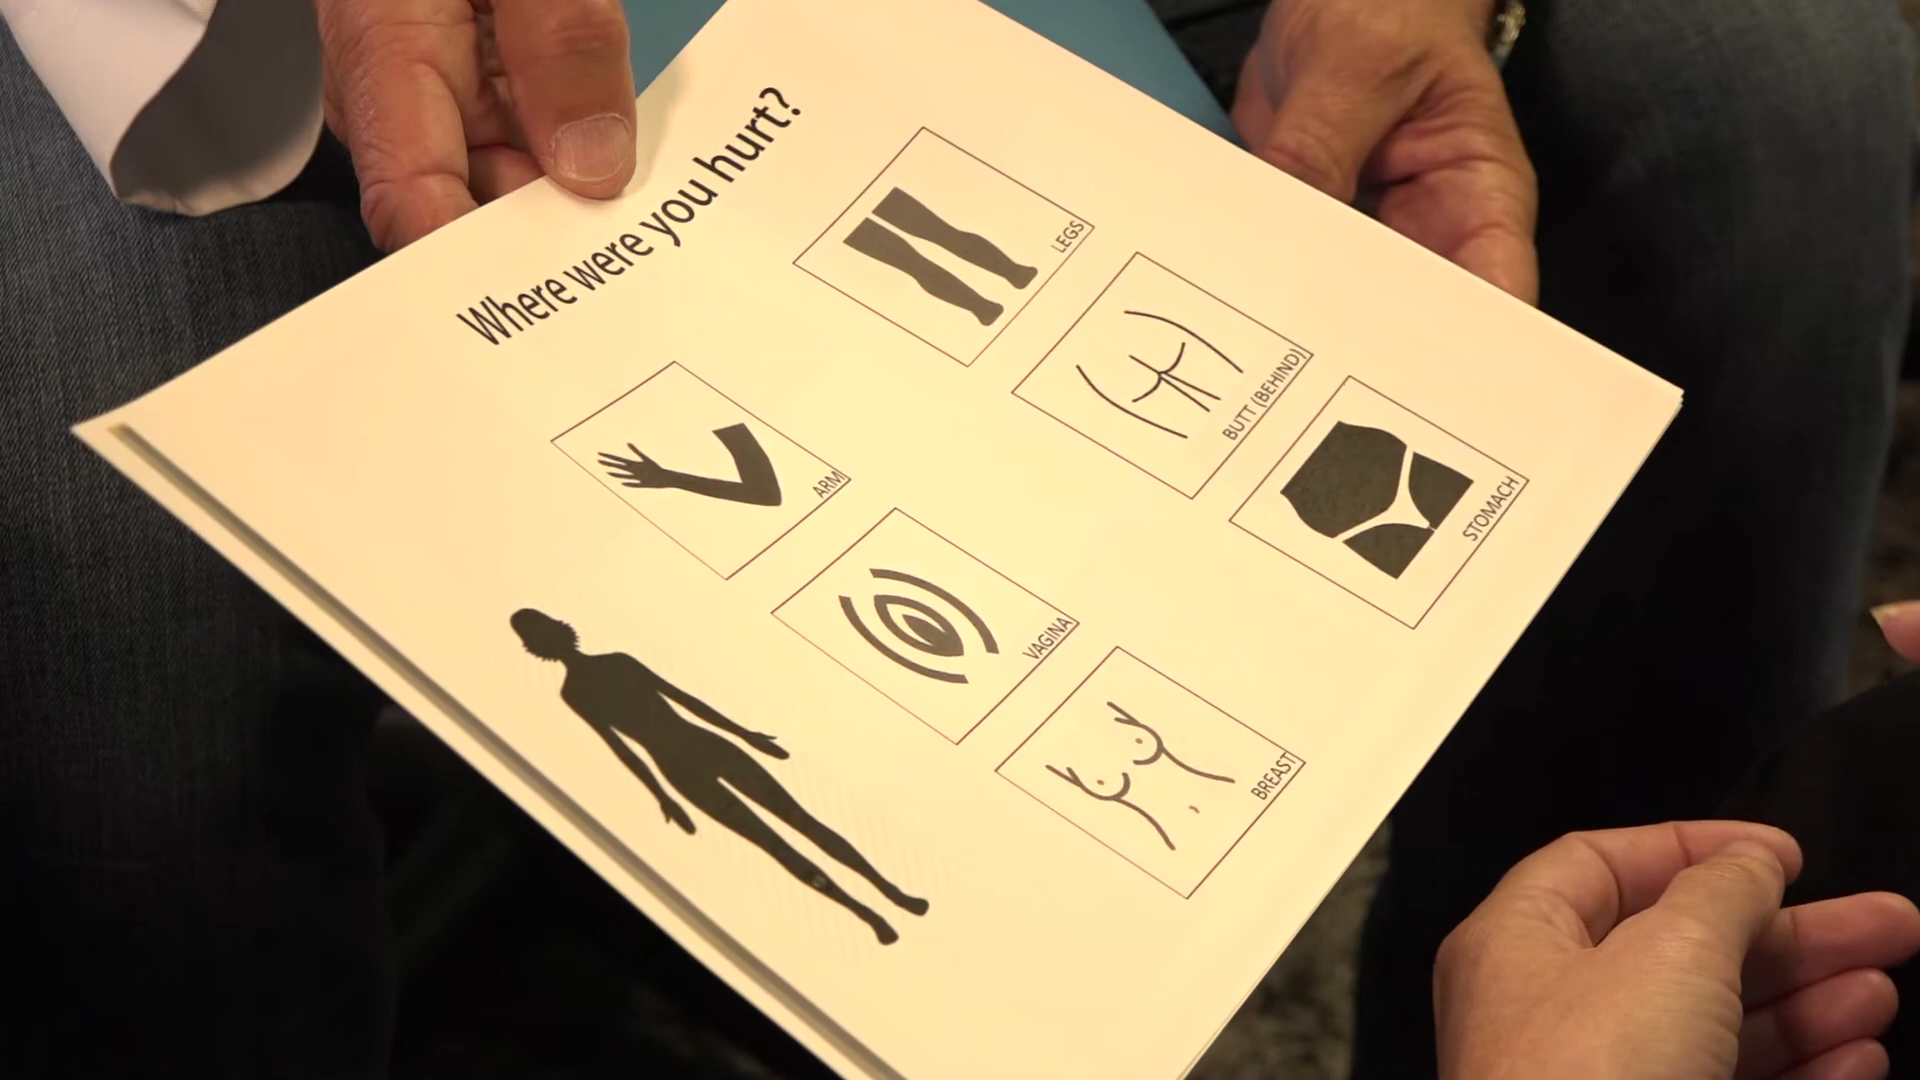 Where were you hurt?
ARM
LEGS
VAGINA
BUTT (BEHIND)
BREAST
STOMACH